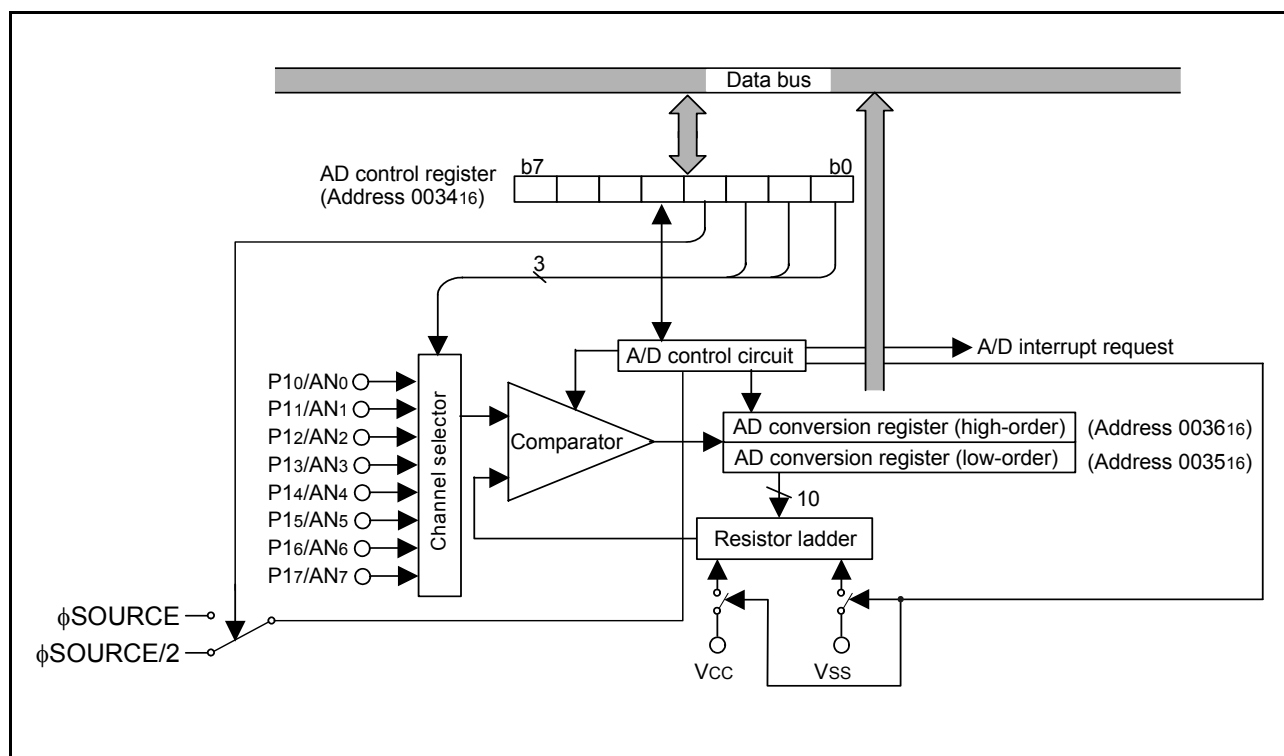 Data bus
AD control register
(Address 003416)
b7
b0
3
A/D control circuit
A/D interrupt request
P10/AN0
P11/AN1
P12/AN2
P13/AN3
P14/AN4
P15/AN5
P16/AN6
P17/AN7
Channel selector
Comparator
AD conversion register (high-order)
(Address 003616)
AD conversion register (low-order)
(Address 003516)
10
Resistor ladder
ϕSOURCE
ϕSOURCE/2
VCC
VSS